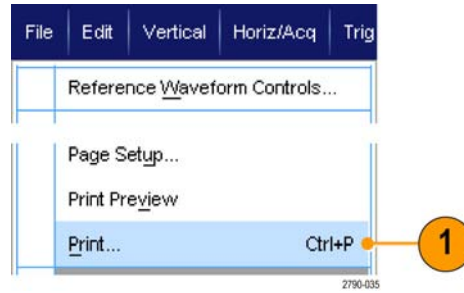 File Edit Vertical Horiz/Acq Trig
Reference Waveform Controls...
Page Setup...
Print Preview
Print... Ctrl+P
1
2790-035